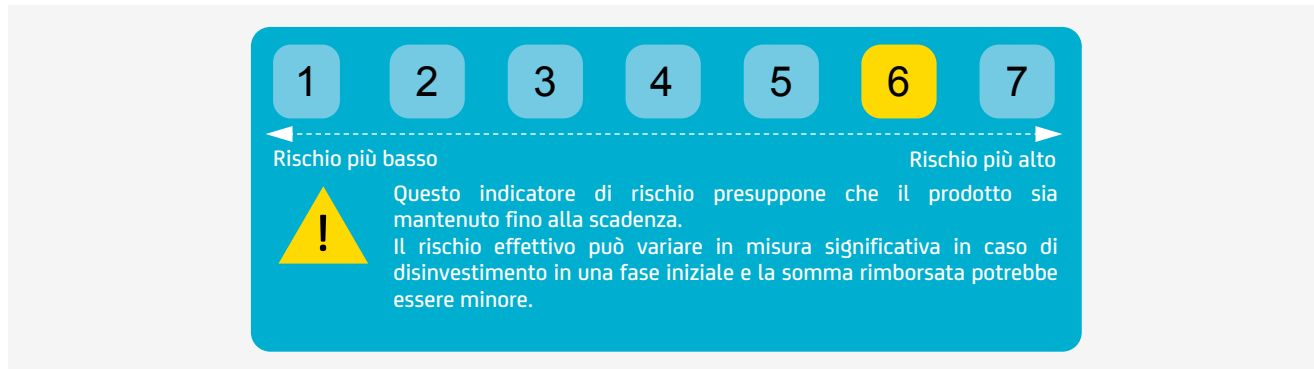 1 2 3 4 5 6 7
Rischio più basso Rischio più alto
Questo indicatore di rischio presuppone che il prodotto sia
mantenuto fino alla scadenza.
Il rischio effettivo può variare in misura significativa in caso di
disinvestimento in una fase iniziale e la somma rimborsata potrebbe
essere minore.
!